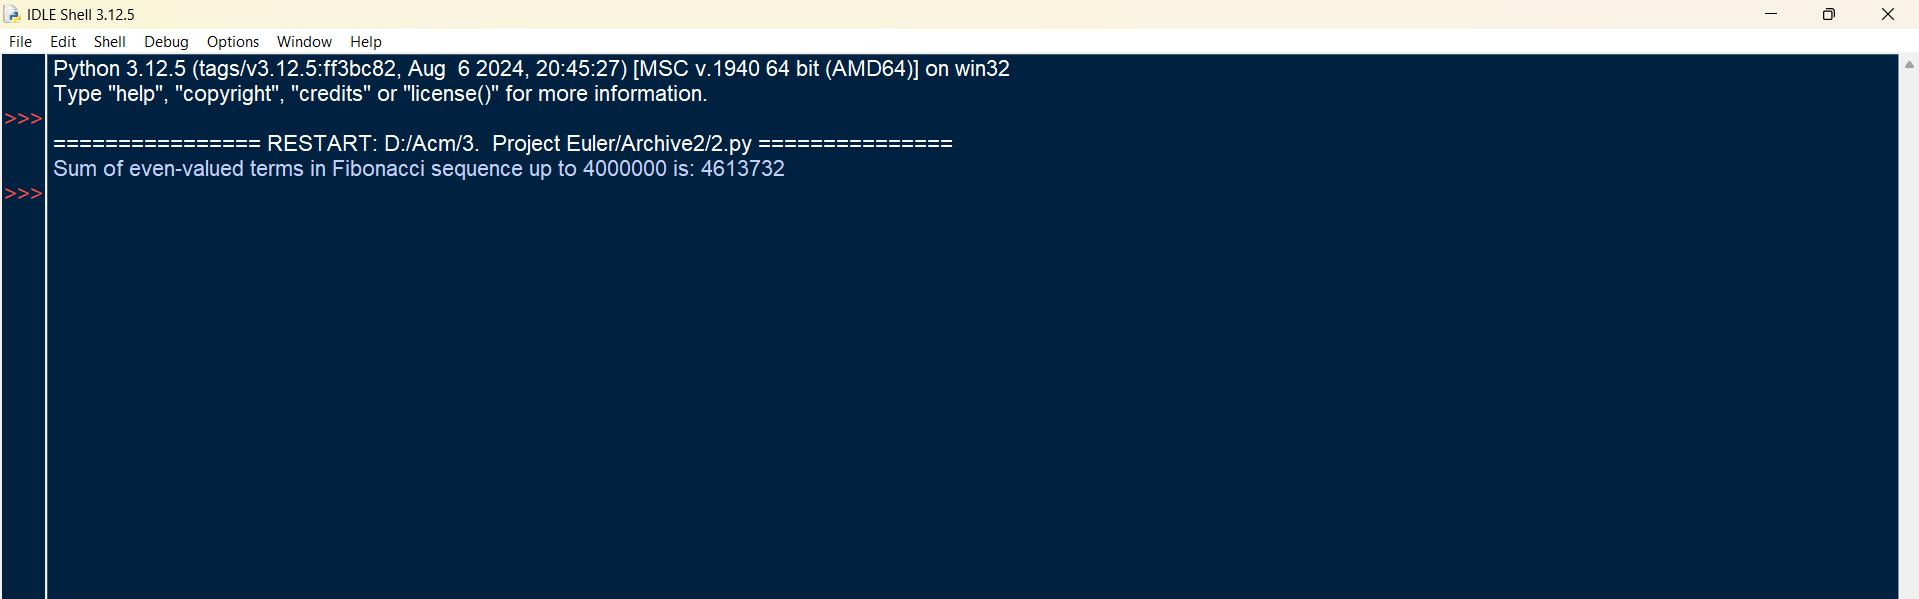 IDLE Shell 3.12.5
File Edit Shell Debug Options Window Help
Python 3.12.5 (tags/v3.12.5:ff3bc82, Aug  6 2024, 20:45:27) [MSC v.1940 64 bit (AMD64)] on win32
Type "help", "copyright", "credits" or "license()" for more information.
>>>
================ RESTART: D:/Acm/3.  Project Euler/Archive2/2.py ===============
Sum of even-valued terms in Fibonacci sequence up to 4000000 is: 4613732
>>>